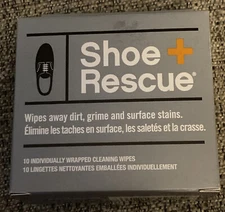 Shoe +
Rescue®
Wipes away dirt, grime and surface stains.
Élimine les taches en surface, les saletés et la crasse.
10 INDIVIDUALLY WRAPPED CLEANING WIPES
10 LINGETTES NETTOYANTES EMBALLÉES INDIVIDUELLEMENT